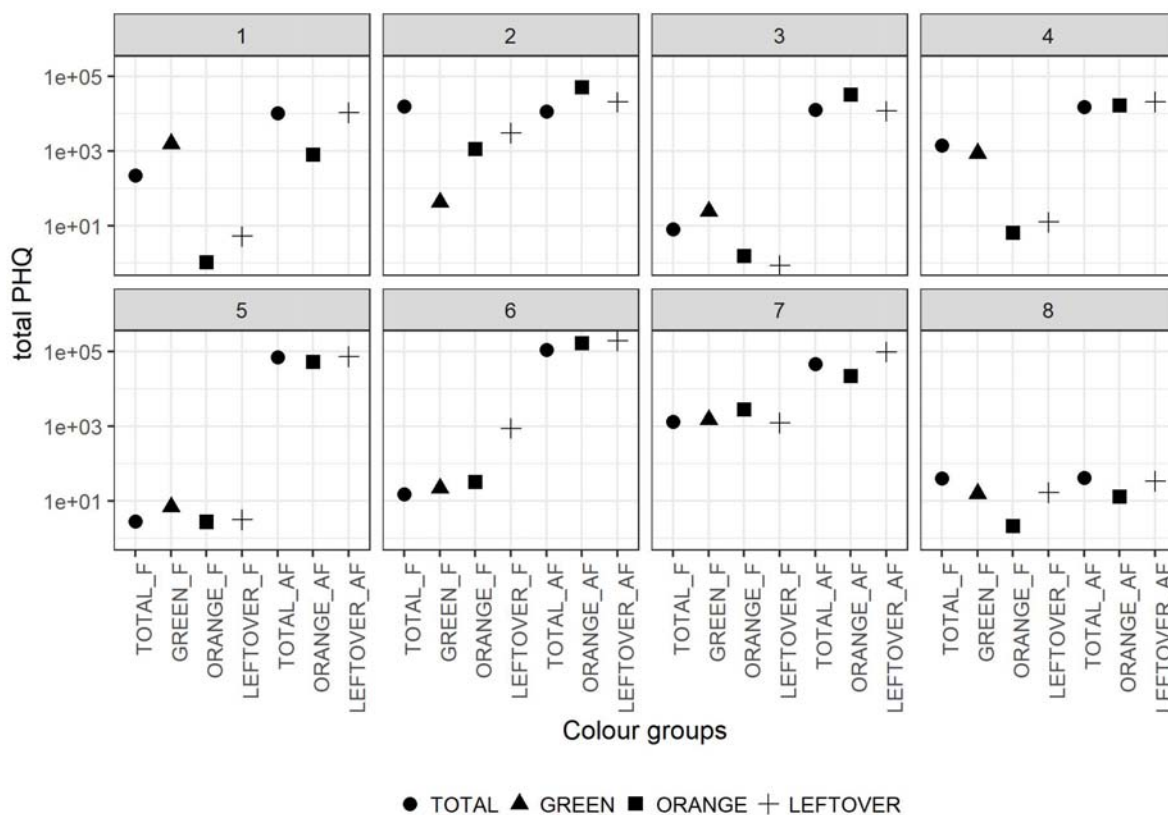 1 2 3 4
1e+05
1e+03
1e+01
5 6 7 8
1e+05
1e+03
1e+01
total PHQ
TOTAL_F GREEN_F ORANGE_F LEFTOVER_F TOTAL_AF ORANGE_AF LEFTOVER_AF TOTAL_F GREEN_F ORANGE_F LEFTOVER_F TOTAL_AF ORANGE_AF LEFTOVER_AF TOTAL_F GREEN_F ORANGE_F LEFTOVER_F TOTAL_AF ORANGE_AF LEFTOVER_AF TOTAL_F GREEN_F ORANGE_F LEFTOVER_F TOTAL_AF ORANGE_AF LEFTOVER_AF
Colour groups
TOTAL GREEN ORANGE LEFTOVER